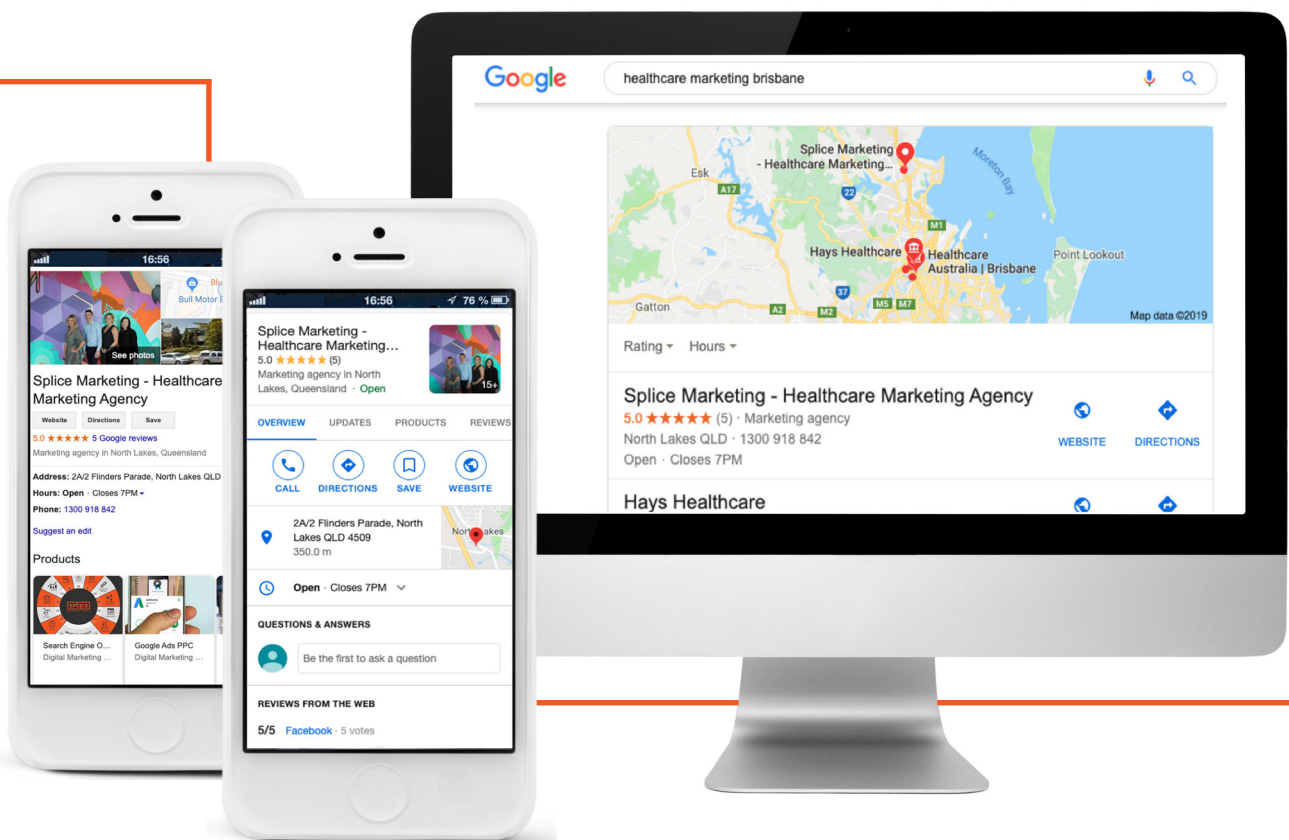 16:56
Bull Motor
See photos
Splice Marketing - Healthcare
Marketing Agency
Website Directions Save
5.0 ★★★★★ 5 Google reviews
Marketing agency in North Lakes, Queensland
Address: 2A/2 Flinders Parade, North Lakes QLD
Hours: Open · Closes 7PM
Phone: 1300 918 842
Suggest an edit
Products
SPLICE
Search Engine O... Google Ads PPC
Digital Marketing ... Digital Marketing ...
16:56 76 %
Splice Marketing -
Healthcare Marketing...
5.0 ★★★★★ (5)
Marketing agency in North
Lakes, Queensland · Open
15+
OVERVIEW UPDATES PRODUCTS REVIEWS
CALL DIRECTIONS SAVE WEBSITE
2A/2 Flinders Parade, North
Lakes QLD 4509
350.0 m
Open · Closes 7PM
QUESTIONS & ANSWERS
Be the first to ask a question
REVIEWS FROM THE WEB
5/5 Facebook · 5 votes
Google healthcare marketing brisbane
Splice Marketing
- Healthcare Marketing...
Esk
A17
22
Moreton Bay
M1
Hays Healthcare
Healthcare
Australia | Brisbane
Point Lookout
37
Gatton
A2 M2 M5 M7
Map data ©2019
Rating Hours
Splice Marketing - Healthcare Marketing Agency
5.0 ★★★★★ (5) · Marketing agency
North Lakes QLD · 1300 918 842
Open · Closes 7PM
WEBSITE DIRECTIONS
Hays Healthcare